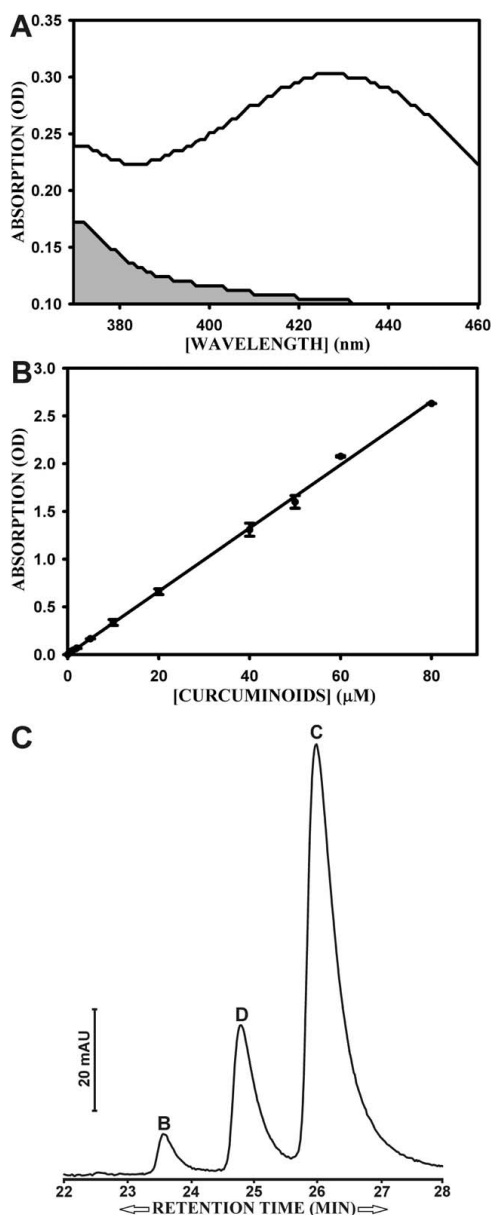 A
ABSORPTION (OD)
0.35
0.30
0.25
0.20
0.15
0.10
380 400 420 440 460
[WAVELENGTH] (nm)
B
ABSORPTION (OD)
3.0
2.5
2.0
1.5
1.0
0.5
0.0
0 20 40 60 80
[CURCUMINOIDS] (μM)
C
C
D
B
20 mAU
22 23 24 25 26 27 28
RETENTION TIME (MIN)